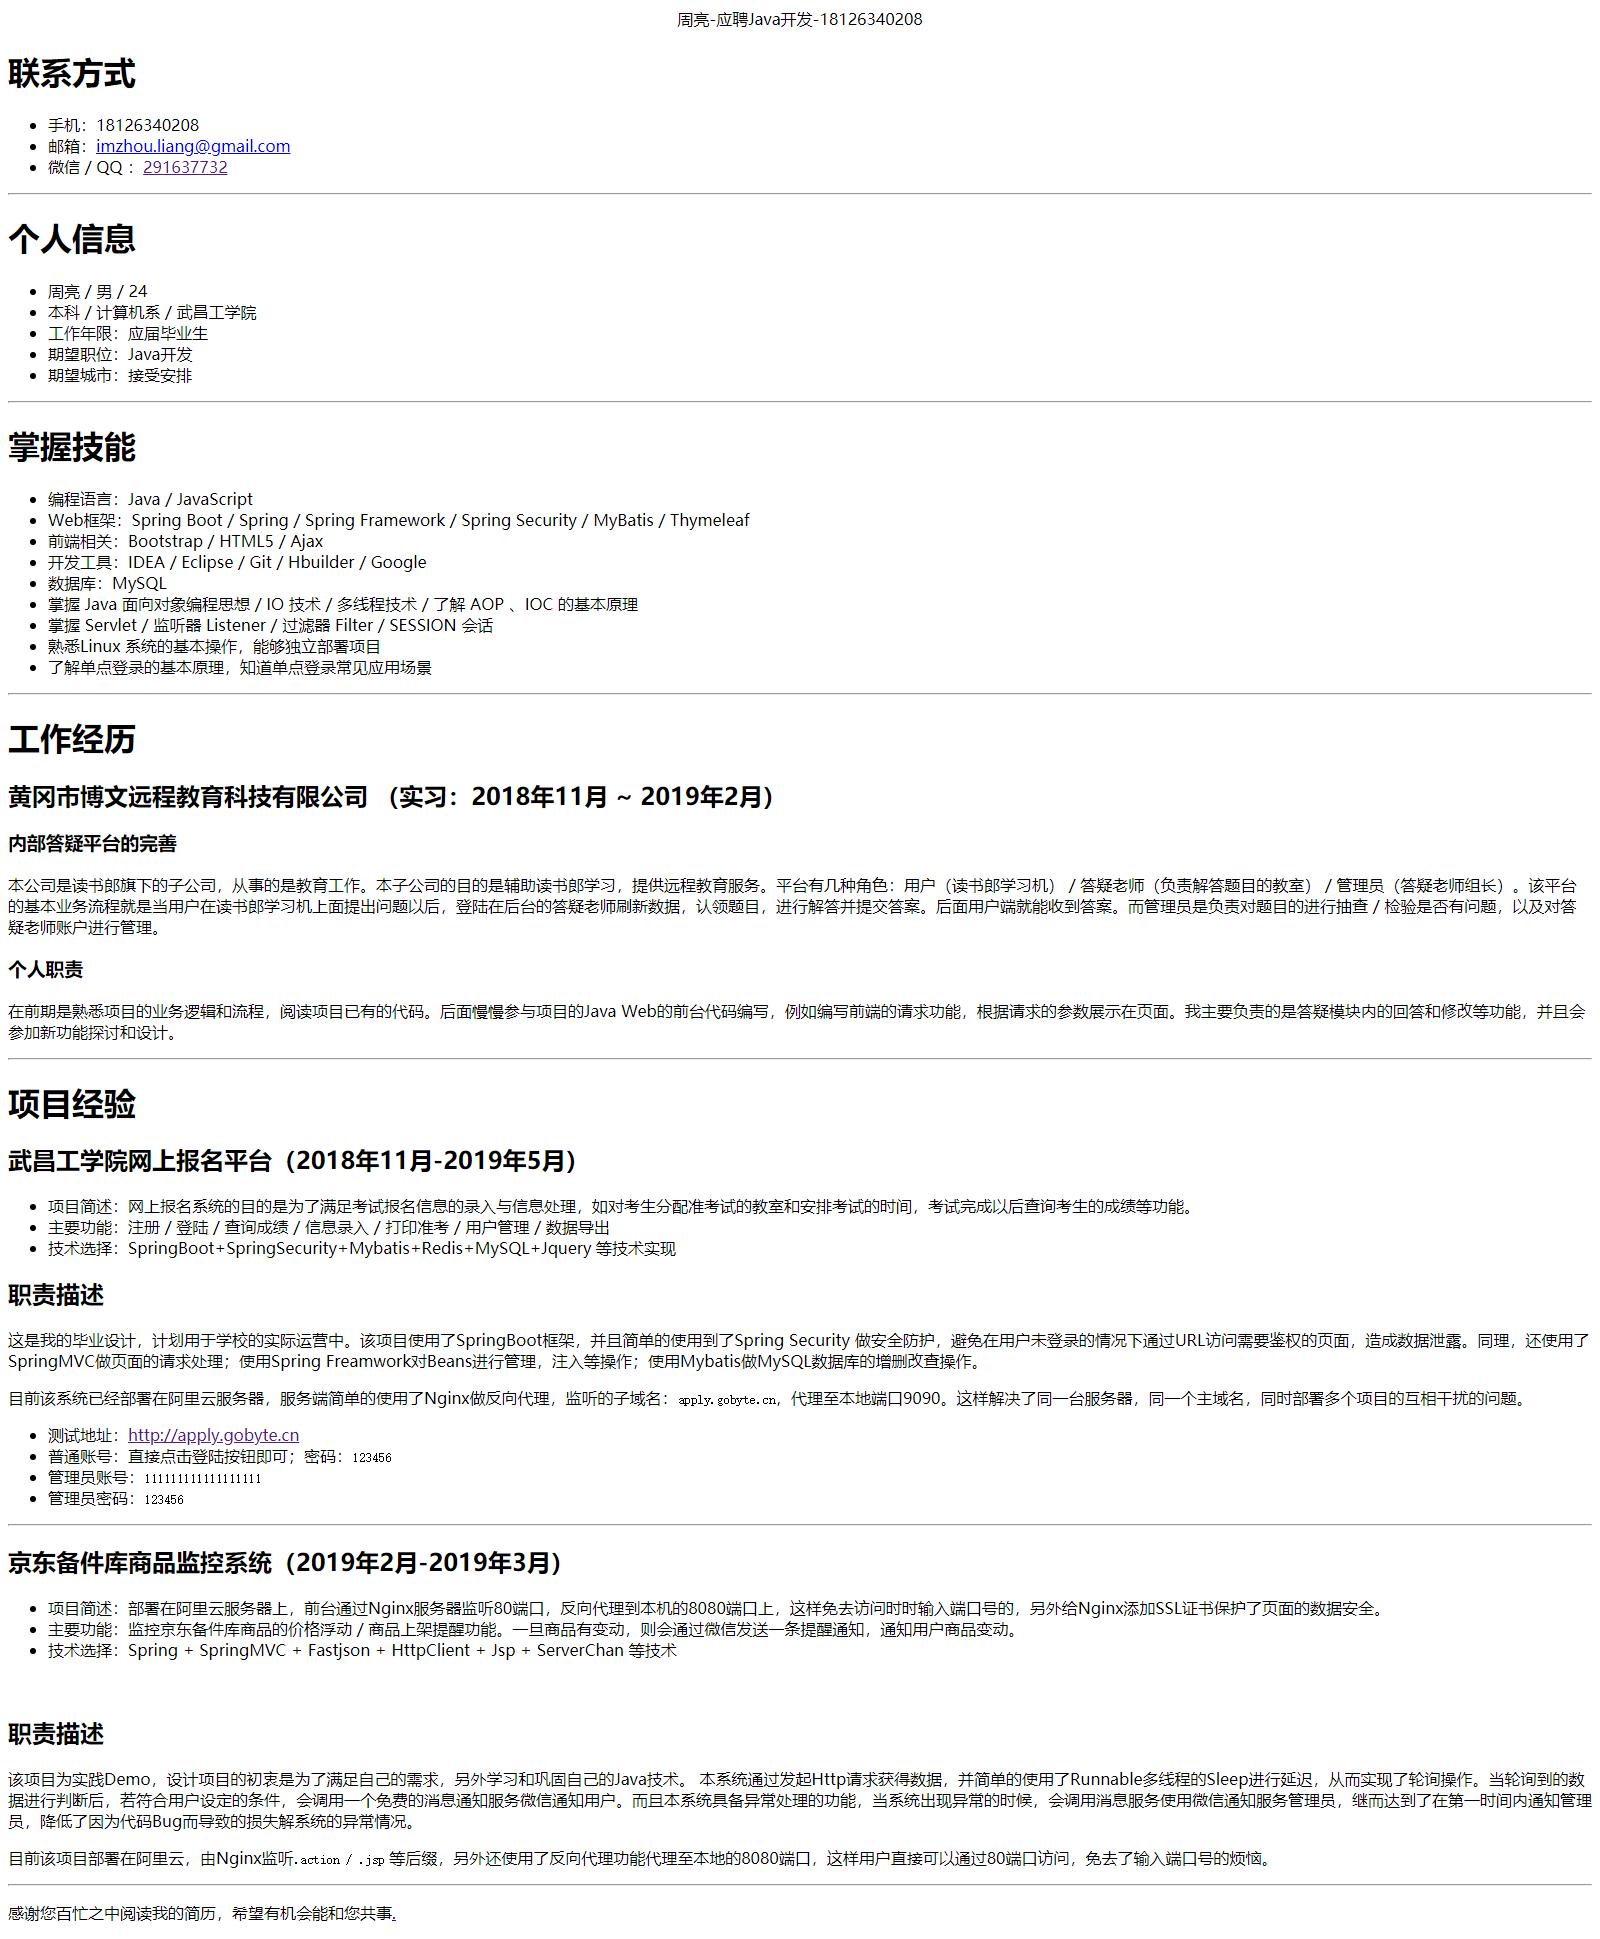 周亮-应聘Java开发-18126340208
联系方式
手机：18126340208
邮箱：imzhou.liang@gmail.com
微信 / QQ ：291637732
个人信息
周亮 / 男 / 24
本科 / 计算机系 / 武昌工学院
工作年限：应届毕业生
期望职位：Java开发
期望城市：接受安排
掌握技能
编程语言：Java / JavaScript
Web框架：Spring Boot / Spring / Spring Framework / Spring Security / MyBatis / Thymeleaf
前端相关：Bootstrap / HTML5 / Ajax
开发工具：IDEA / Eclipse / Git / Hbuilder / Google
数据库：MySQL
掌握 Java 面向对象编程思想 / IO 技术 / 多线程技术 / 了解 AOP 、IOC 的基本原理
掌握 Servlet / 监听器 Listener / 过滤器 Filter / SESSION 会话
熟悉Linux 系统的基本操作，能够独立部署项目
了解单点登录的基本原理，知道单点登录常见应用场景
工作经历
黄冈市博文远程教育科技有限公司 （实习：2018年11月 ~ 2019年2月）
内部答疑平台的完善
本公司是读书郎旗下的子公司，从事的是教育工作。本子公司的目的是辅助读书郎学习，提供远程教育服务。平台有几种角色：用户（读书郎学习机） / 答疑老师（负责解答题目的教室） / 管理员（答疑老师组长）。该平台
的基本业务流程就是当用户在读书郎学习机上面提出问题以后，登陆在后台的答疑老师刷新数据，认领题目，进行解答并提交答案。后面用户端就能收到答案。而管理员是负责对题目的进行抽查 / 检验是否有问题，以及对答
疑老师账户进行管理。
个人职责
在前期是熟悉项目的业务逻辑和流程，阅读项目已有的代码。后面慢慢参与项目的Java Web的前台代码编写，例如编写前端的请求功能，根据请求的参数展示在页面。我主要负责的是答疑模块内的回答和修改等功能，并且会
参加新功能探讨和设计。
项目经验
武昌工学院网上报名平台（2018年11月-2019年5月）
项目简述：网上报名系统的目的是为了满足考试报名信息的录入与信息处理，如对考生分配准考试的教室和安排考试的时间，考试完成以后查询考生的成绩等功能。
主要功能：注册 / 登陆 / 查询成绩 / 信息录入 / 打印准考 / 用户管理 / 数据导出
技术选择：SpringBoot+SpringSecurity+Mybatis+Redis+MySQL+Jquery 等技术实现
职责描述
这是我的毕业设计，计划用于学校的实际运营中。该项目使用了SpringBoot框架，并且简单的使用到了Spring Security 做安全防护，避免在用户未登录的情况下通过URL访问需要鉴权的页面，造成数据泄露。同理，还使用了
SpringMVC做页面的请求处理；使用Spring Freamwork对Beans进行管理，注入等操作；使用Mybatis做MySQL数据库的增删改查操作。
目前该系统已经部署在阿里云服务器，服务端简单的使用了Nginx做反向代理，监听的子域名：apply.gobyte.cn，代理至本地端口9090。这样解决了同一台服务器，同一个主域名，同时部署多个项目的互相干扰的问题。
测试地址：http://apply.gobyte.cn
普通账号：直接点击登陆按钮即可；密码：123456
管理员账号：111111111111111111
管理员密码：123456
京东备件库商品监控系统（2019年2月-2019年3月）
项目简述：部署在阿里云服务器上，前台通过Nginx服务器监听80端口，反向代理到本机的8080端口上，这样免去访问时时输入端口号的，另外给Nginx添加SSL证书保护了页面的数据安全。
主要功能：监控京东备件库商品的价格浮动 / 商品上架提醒功能。一旦商品有变动，则会通过微信发送一条提醒通知，通知用户商品变动。
技术选择：Spring + SpringMVC + Fastjson + HttpClient + Jsp + ServerChan 等技术
职责描述
该项目为实践Demo，设计项目的初衷是为了满足自己的需求，另外学习和巩固自己的Java技术。 本系统通过发起Http请求获得数据，并简单的使用了Runnable多线程的Sleep进行延迟，从而实现了轮询操作。当轮询到的数
据进行判断后，若符合用户设定的条件，会调用一个免费的消息通知服务微信通知用户。而且本系统具备异常处理的功能，当系统出现异常的时候，会调用消息服务使用微信通知服务管理员，继而达到了在第一时间内通知管理
员，降低了因为代码Bug而导致的损失解系统的异常情况。
目前该项目部署在阿里云，由Nginx监听.action / .jsp 等后缀，另外还使用了反向代理功能代理至本地的8080端口，这样用户直接可以通过80端口访问，免去了输入端口号的烦恼。
感谢您百忙之中阅读我的简历，希望有机会能和您共事.